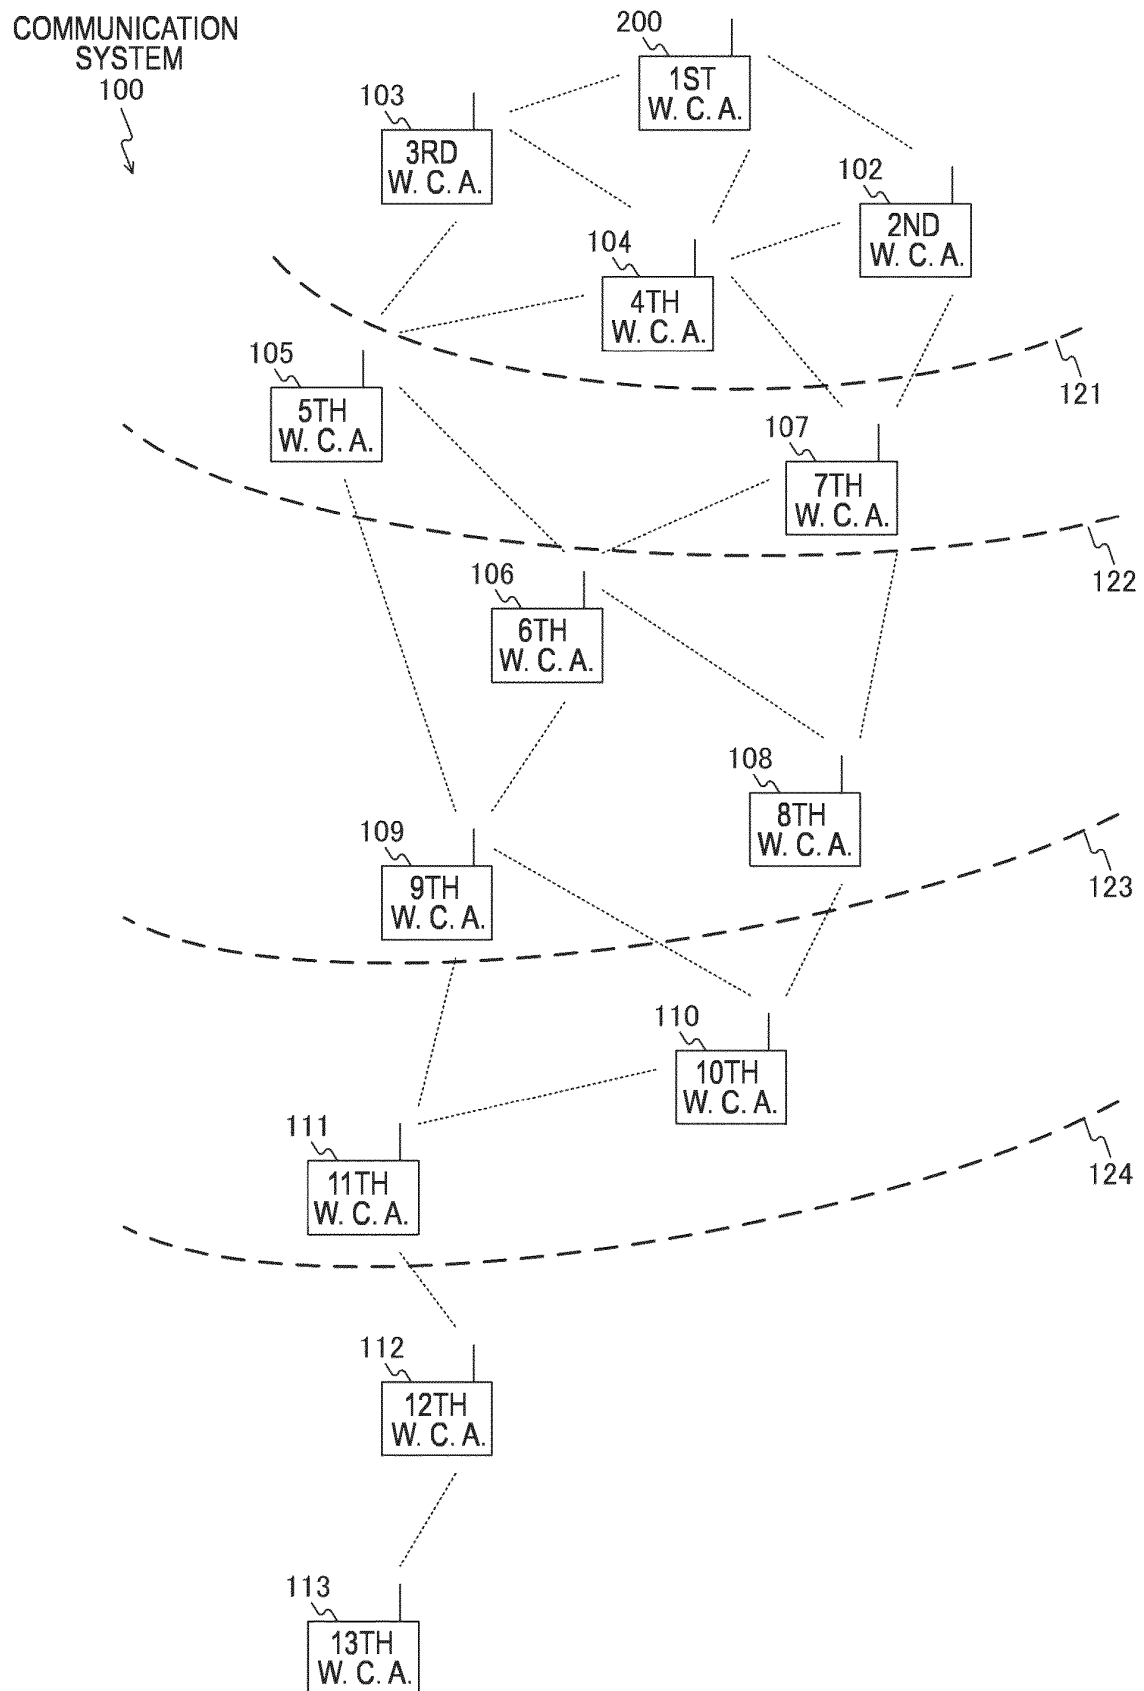 COMMUNICATION
SYSTEM
100
200
1ST
W. C. A.
103
3RD
W. C. A.
102
2ND
W. C. A.
104
4TH
W. C. A.
121
105
5TH
W. C. A.
107
7TH
W. C. A.
122
106
6TH
W. C. A.
108
8TH
W. C. A.
109
9TH
W. C. A.
123
110
10TH
W. C. A.
111
11TH
W. C. A.
124
112
12TH
W. C. A.
113
13TH
W. C. A.